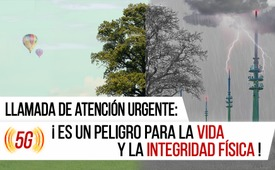 LLAMADA DE ATENCIÓN URGENTE:
5G ¡ ES UN PELIGRO PARA LA VIDA
Y LA INTEGRIDAD FÍSICA !